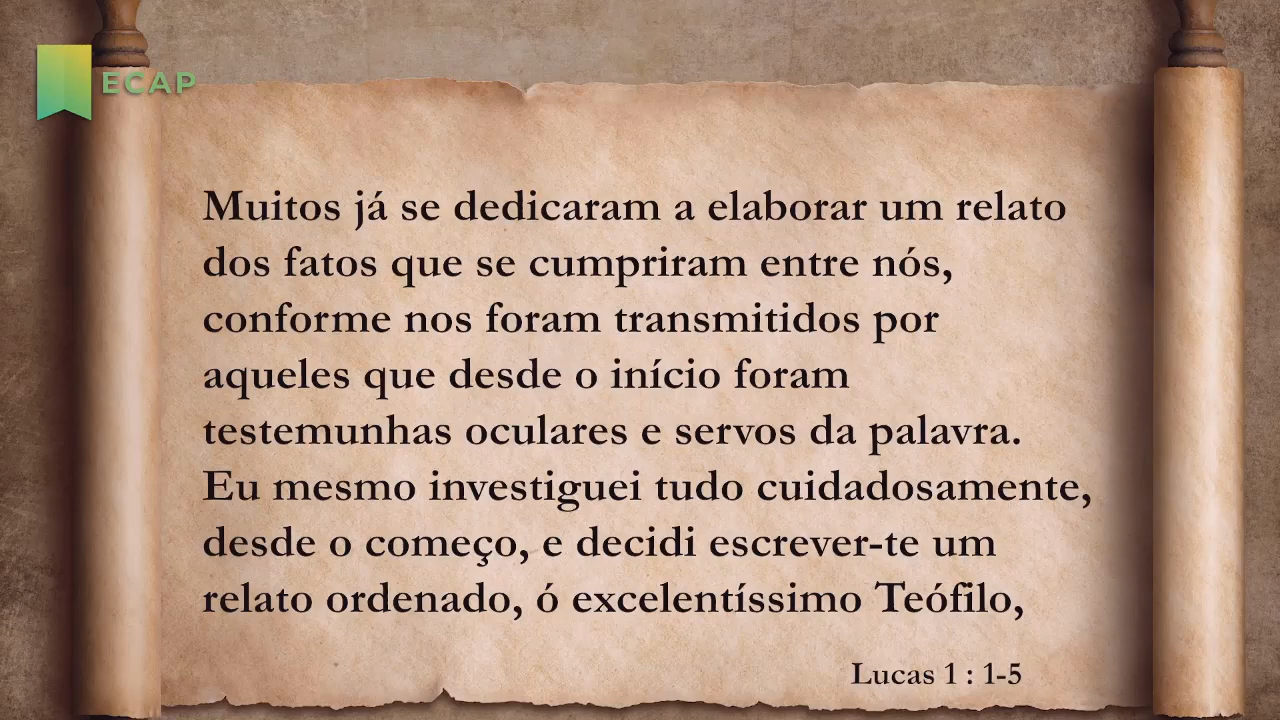 ECAP
Muitos já se dedicaram a elaborar um relato
dos fatos que se cumpriram entre nós,
conforme nos foram transmitidos por
aqueles que desde o início foram
testemunhas oculares e servos da palavra.
Eu mesmo investiguei tudo cuidadosamente,
desde o começo, e decidi escrever-te um
relato ordenado, ó excelentíssimo Teófilo,
Lucas 1 : 1-5